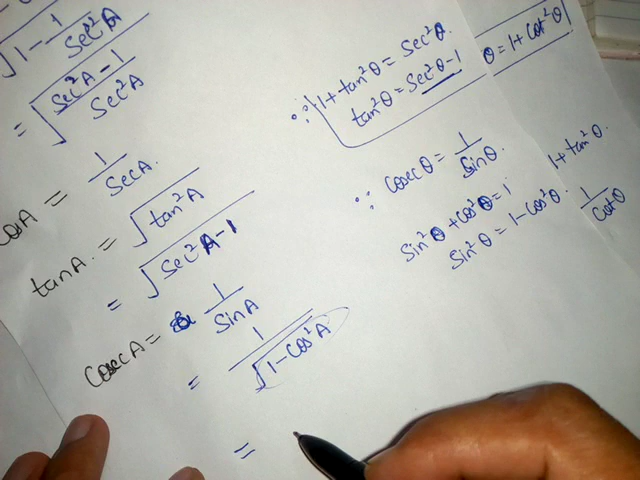 √(1 - 1/Sec²A)
= √((Sec²A - 1)/Sec²A)
CosA = 1/SecA.
tanA. = √(tan²A)
= √(Sec²A - 1)
CosecA = 1/SinA
= 1/√(1 - Cos²A)
=
∵ 1 + tan²θ = Sec²θ.
tan²θ = Sec²θ - 1
θ = 1 + Cot²θ
∵ Cosecθ = 1/Sinθ.
Sin²θ + Cos²θ = 1
Sin²θ = 1 - Cos²θ.
1 + tan²θ.
1/Cotθ